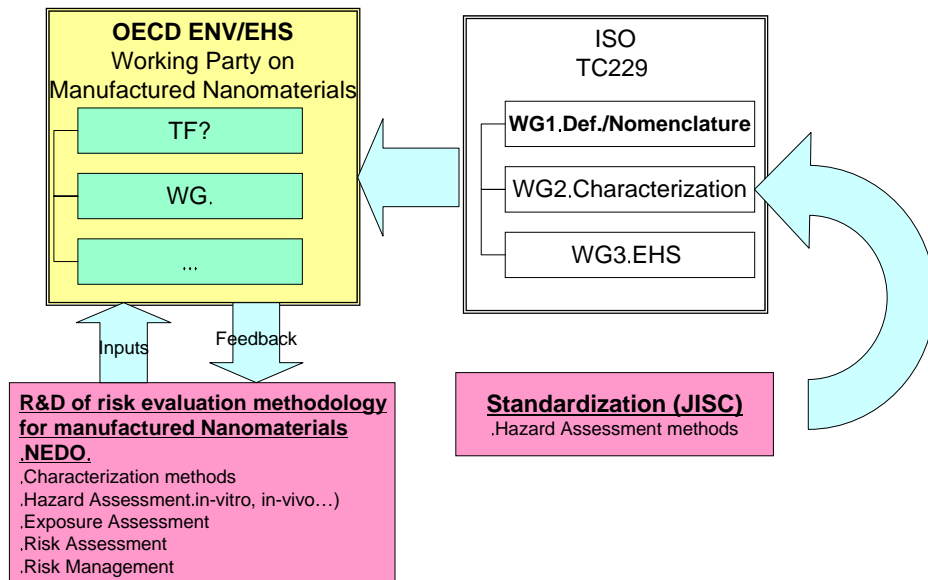 OECD ENV/EHS
Working Party on
Manufactured Nanomaterials
TF?
WG.
...
ISO
TC229
WG1.Def./Nomenclature
WG2.Characterization
WG3.EHS
Inputs
Feedback
R&D of risk evaluation methodology
for manufactured Nanomaterials
.NEDO.
.Characterization methods
.Hazard Assessment.in-vitro, in-vivo…)
.Exposure Assessment
.Risk Assessment
.Risk Management
Standardization (JISC)
.Hazard Assessment methods